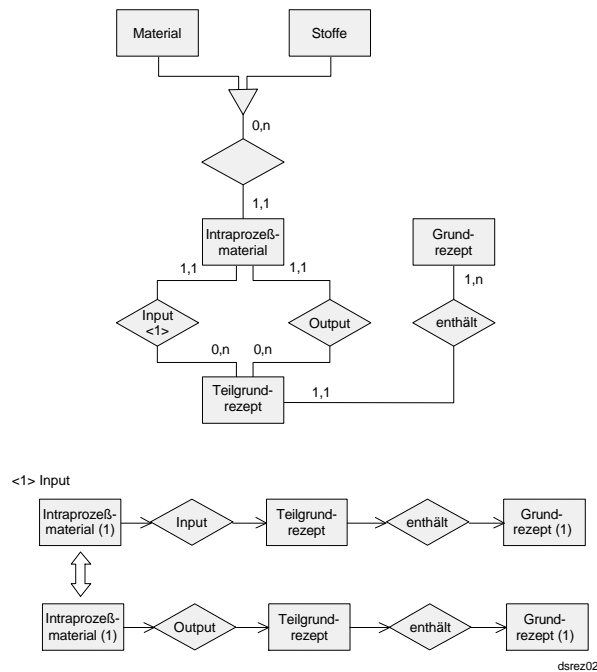 Material
Stoffe
0,n
1,1
Intraprozeß-
material
Grund-
rezept
1,1
1,1
1,n
Input
<1>
Output
enthält
0,n
0,n
Teilgrund-
rezept
1,1
<1> Input
Intraprozeß-
material (1)
Input
Teilgrund-
rezept
enthält
Grund-
rezept (1)
Intraprozeß-
material (1)
Output
Teilgrund-
rezept
enthält
Grund-
rezept (1)
dsrez02